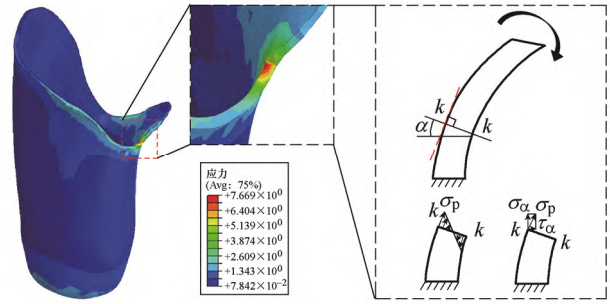 应力
(Avg: 75%)
+7.669×10⁰
+6.404×10⁰
+5.139×10⁰
+3.874×10⁰
+2.609×10⁰
+1.343×10⁰
+7.842×10⁻²
k
α
k
σp
k
k
σα σp
τα
k
k